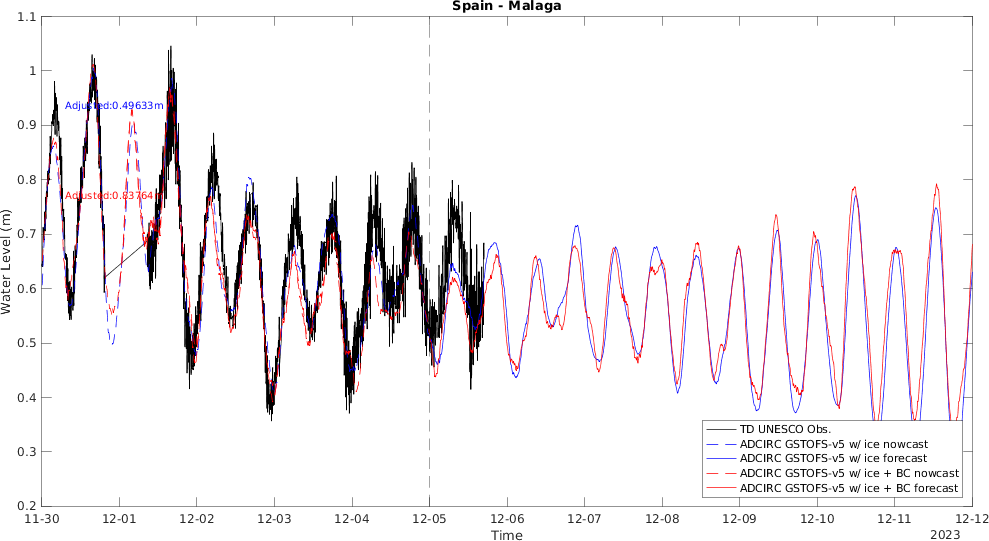 Spain - Malaga
1.1
1
0.9
0.8
0.7
0.6
0.5
0.4
0.3
0.2
Water Level (m)
Adjusted:0.49633m
Adjusted:0.83764
TD UNESCO Obs.
ADCIRC GSTOFS-v5 w/ ice nowcast
ADCIRC GSTOFS-v5 w/ ice forecast
ADCIRC GSTOFS-v5 w/ ice + BC nowcast
ADCIRC GSTOFS-v5 w/ ice + BC forecast
11-30 12-01 12-02 12-03 12-04 12-05 12-06 12-07 12-08 12-09 12-10 12-11 12-12
Time
2023